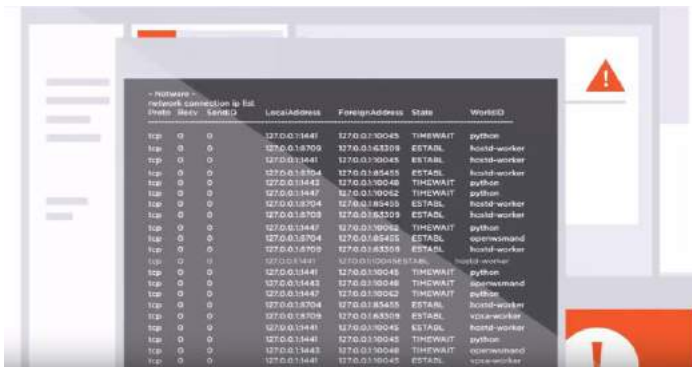 - Notware -
network connection ip list
Proto Recv SendIO LocalAddress ForeignAddress State WorldID
tcp 0 0 127.0.0.1:1441 127.0.0.1:10045 TIMEWAIT python
tcp 0 0 127.0.0.1:8709 127.0.0.1:63309 ESTABL hostd-worker
tcp 0 0 127.0.0.1:1441 127.0.0.1:10045 ESTABL. hostd-worker
tcp 0 0 127.0.0.1:8704 127.0.0.1:85455 ESTABL. hostd-worker
tcp 0 0 127.0.0.1:1443 127.0.0.1:10048 TIMEWAIT python
tcp 0 0 127.0.0.1:1447 127.0.0.1:10062 TIMEWAIT python
tcp 0 0 127.0.0.1:8704 127.0.0.1:85455 ESTABL. hostd-worker
tcp 0 0 127.0.0.1:8709 127.0.0.1:63309 ESTABL. hostd-worker
tcp 0 0 127.0.0.1:1447 127.0.0.1:10062 TIMEWAIT python
tcp 0 0 127.0.0.1:8704 127.0.0.1:85455 ESTABL. openwsmand
tcp 0 0 127.0.0.1:8709 127.0.0.1:63309 ESTABL. hostd-worker
tcp 0 0 127.0.0.1:1441 127.0.0.1:10045ESTABL. hostd-worker
tcp 0 0 127.0.0.1:1441 127.0.0.1:10045 TIMEWAIT python
tcp 0 0 127.0.0.1:1443 127.0.0.1:10048 TIMEWAIT openwsmand
tcp 0 0 127.0.0.1:1447 127.0.0.1:10062 TIMEWAIT python
tcp 0 0 127.0.0.1:8704 127.0.0.1:85455 ESTABL. hostd-worker
tcp 0 0 127.0.0.1:8709 127.0.0.1:63309 ESTABL. vpxa-worker
tcp 0 0 127.0.0.1:1441 127.0.0.1:10045 ESTABL. hostd-worker
tcp 0 0 127.0.0.1:1441 127.0.0.1:10045 TIMEWAIT python
tcp 0 0 127.0.0.1:1443 127.0.0.1:10048 TIMEWAIT openwsmand
tcp 0 0 127.0.0.1:1441 127.0.0.1:10045 ESTABL. vpxa-worker